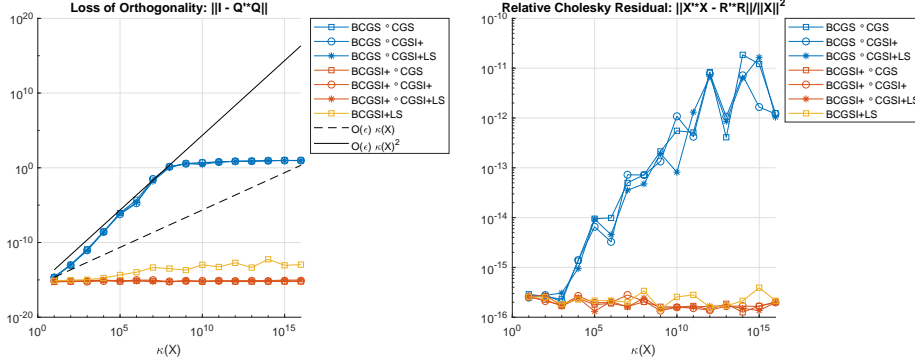 Loss of Orthogonality: ||I - Q'*Q||
10^20
10^10
10^0
10^-10
10^-20
10^0
10^5
10^10
10^15
κ(X)
BCGS ° CGS
BCGS ° CGSI+
BCGS ° CGSI+LS
BCGSI+ ° CGS
BCGSI+ ° CGSI+
BCGSI+ ° CGSI+LS
BCGSI+LS
O(ϵ) κ(X)
O(ϵ) κ(X)^2
Relative Cholesky Residual: ||X'*X - R'*R||/||X||^2
10^-10
10^-11
10^-12
10^-13
10^-14
10^-15
10^-16
10^0
10^5
10^10
10^15
κ(X)
BCGS ° CGS
BCGS ° CGSI+
BCGS ° CGSI+LS
BCGSI+ ° CGS
BCGSI+ ° CGSI+
BCGSI+ ° CGSI+LS
BCGSI+LS